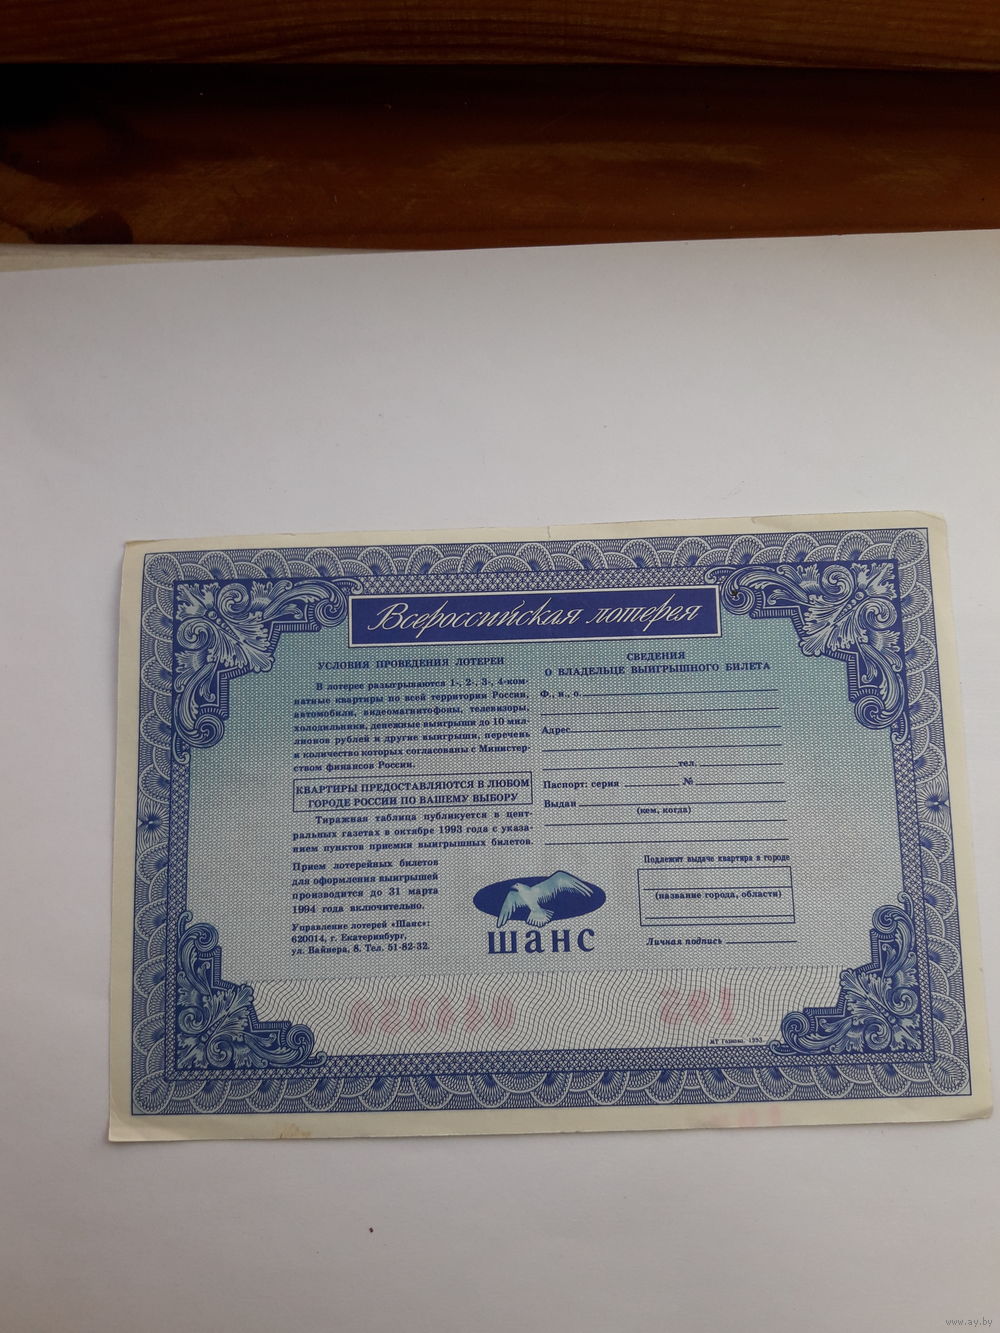 Всероссийская лотерея
УСЛОВИЯ ПРОВЕДЕНИЯ ЛОТЕРЕИ
В лотерее разыгрываются 1-, 2-, 3-, 4-ком-
натные квартиры по всей территории России,
автомобили, видеомагнитофоны, телевизоры,
холодильники, денежные выигрыши до 10 мил-
лионов рублей и другие выигрыши, перечень
и количество которых согласованы с Министер-
ством финансов России.
КВАРТИРЫ ПРЕДОСТАВЛЯЮТСЯ В ЛЮБОМ
ГОРОДЕ РОССИИ ПО ВАШЕМУ ВЫБОРУ
Тиражная таблица публикуется в цент-
ральных газетах в октябре 1993 года с указа-
нием пунктов приемки выигрышных билетов.
Прием лотерейных билетов
для оформления выигрышей
производится до 31 марта
1994 года включительно.
Управление лотерей «Шанс»:
620014, г. Екатеринбург,
ул. Вайнера, 8. Тел. 51-82-32.
СВЕДЕНИЯ
О ВЛАДЕЛЬЦЕ ВЫИГРЫШНОГО БИЛЕТА
Ф., и., о.
Адрес
тел.
Паспорт: серия № 
Выдан
(кем, когда)
Подлежит выдаче квартира в городе
(название города, области)
Личная подпись
шанс
МТ Гознака. 1993.
www.ay.by